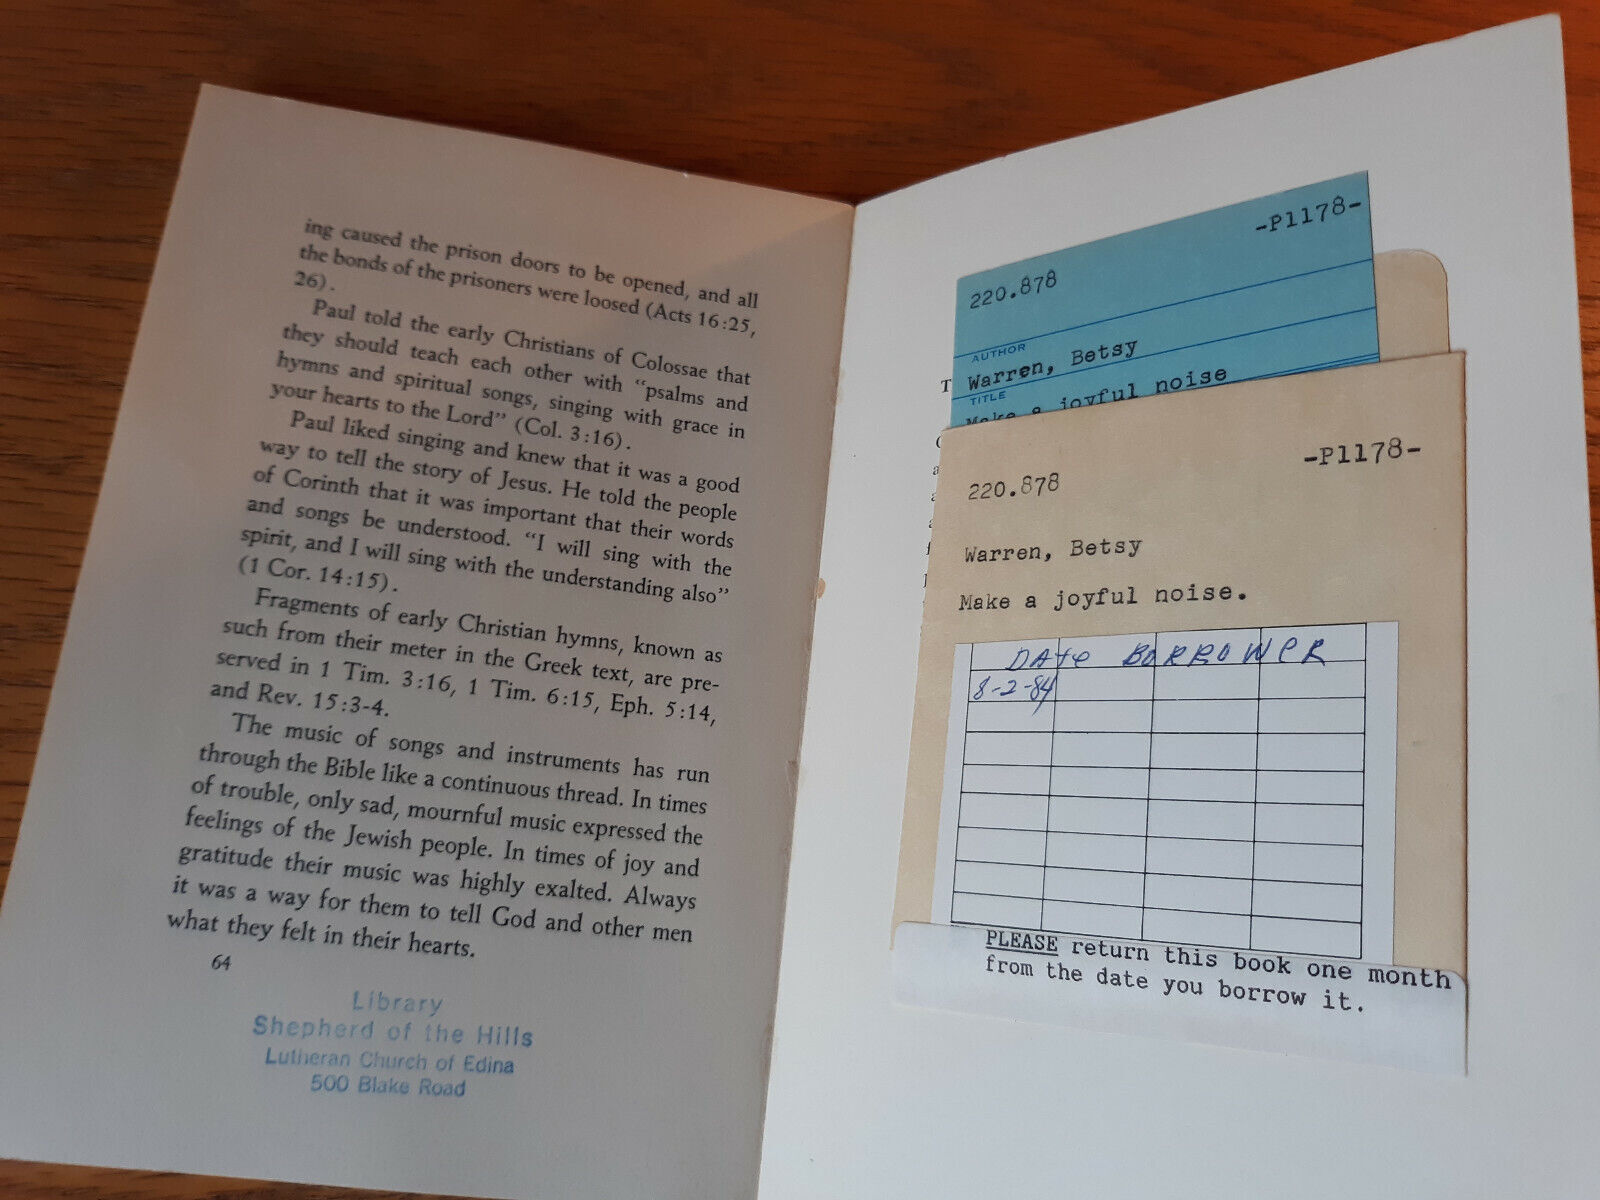 ing caused the prison doors to be opened, and all
the bonds of the prisoners were loosed (Acts 16:25,
26).
Paul told the early Christians of Colossae that
they should teach each other with "psalms and
hymns and spiritual songs, singing with grace in
your hearts to the Lord" (Col. 3:16).
Paul liked singing and knew that it was a good
way to tell the story of Jesus. He told the people
of Corinth that it was important that their words
and songs be understood. "I will sing with the
spirit, and I will sing with the understanding also"
(1 Cor. 14:15).
Fragments of early Christian hymns, known as
such from their meter in the Greek text, are pre-
served in 1 Tim. 3:16, 1 Tim. 6:15, Eph. 5:14,
and Rev. 15:3-4.
The music of songs and instruments has run
through the Bible like a continuous thread. In times
of trouble, only sad, mournful music expressed the
feelings of the Jewish people. In times of joy and
gratitude their music was highly exalted. Always
it was a way for them to tell God and other men
what they felt in their hearts.
64
Library
Shepherd of the Hills
Lutheran Church of Edina
500 Blake Road
-P1178-
220.878
AUTHOR
Warren, Betsy
TITLE
Make a joyful noise
-P1178-
220.878
Warren, Betsy
Make a joyful noise.
DAte BORROWeR
8-2-84
PLEASE return this book one month
from the date you borrow it.